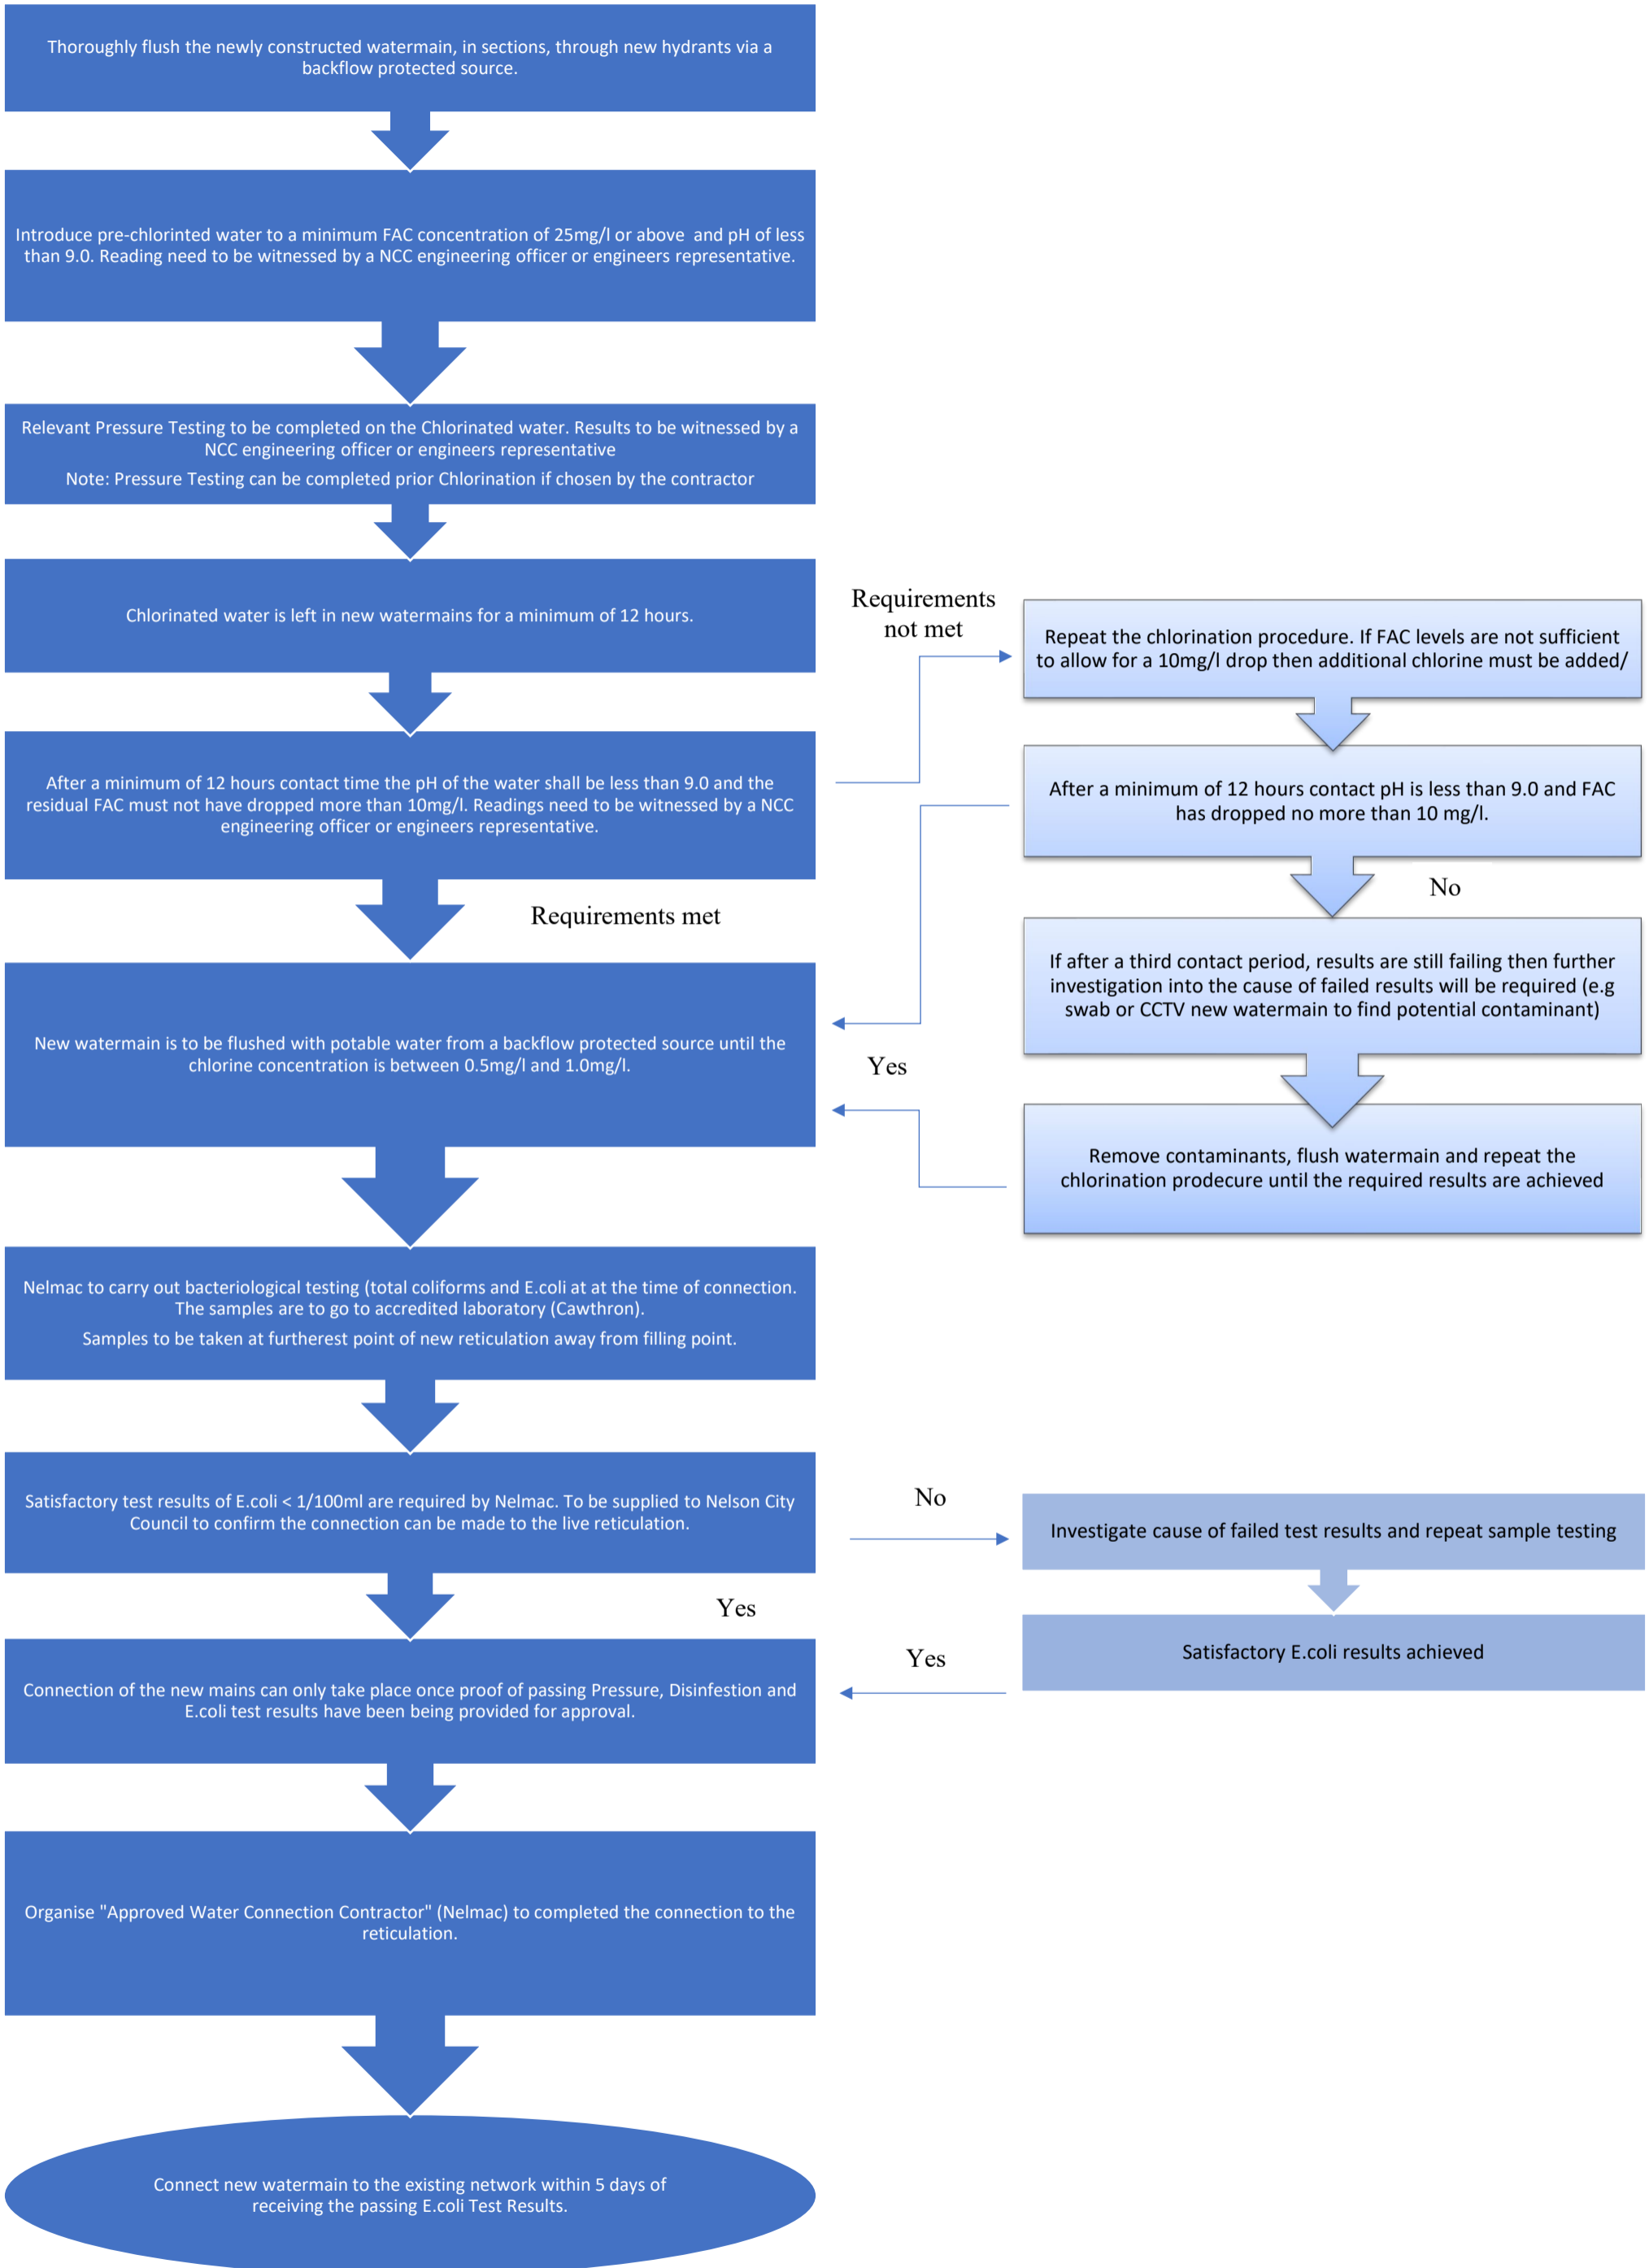 Thoroughly flush the newly constructed watermain, in sections, through new hydrants via a
backflow protected source.
Introduce pre-chlorinted water to a minimum FAC concentration of 25mg/l or above and pH of less
than 9.0. Reading need to be witnessed by a NCC engineering officer or engineers representative.
Relevant Pressure Testing to be completed on the Chlorinated water. Results to be witnessed by a
NCC engineering officer or engineers representative
Note: Pressure Testing can be completed prior Chlorination if chosen by the contractor
Chlorinated water is left in new watermains for a minimum of 12 hours.
Requirements
not met
Repeat the chlorination procedure. If FAC levels are not sufficient
to allow for a 10mg/l drop then additional chlorine must be added/
After a minimum of 12 hours contact time the pH of the water shall be less than 9.0 and the
residual FAC must not have dropped more than 10mg/l. Readings need to be witnessed by a NCC
engineering officer or engineers representative.
After a minimum of 12 hours contact pH is less than 9.0 and FAC
has dropped no more than 10 mg/l.
No
Requirements met
If after a third contact period, results are still failing then further
investigation into the cause of failed results will be required (e.g
swab or CCTV new watermain to find potential contaminant)
New watermain is to be flushed with potable water from a backflow protected source until the
chlorine concentration is between 0.5mg/l and 1.0mg/l.
Yes
Remove contaminants, flush watermain and repeat the
chlorination prodecure until the required results are achieved
Nelmac to carry out bacteriological testing (total coliforms and E.coli at at the time of connection.
The samples are to go to accredited laboratory (Cawthron).
Samples to be taken at furtherest point of new reticulation away from filling point.
Satisfactory test results of E.coli < 1/100ml are required by Nelmac. To be supplied to Nelson City
Council to confirm the connection can be made to the live reticulation.
No
Investigate cause of failed test results and repeat sample testing
Yes
Satisfactory E.coli results achieved
Yes
Connection of the new mains can only take place once proof of passing Pressure, Disinfestion and
E.coli test results have been being provided for approval.
Organise "Approved Water Connection Contractor" (Nelmac) to completed the connection to the
reticulation.
Connect new watermain to the existing network within 5 days of
receiving the passing E.coli Test Results.